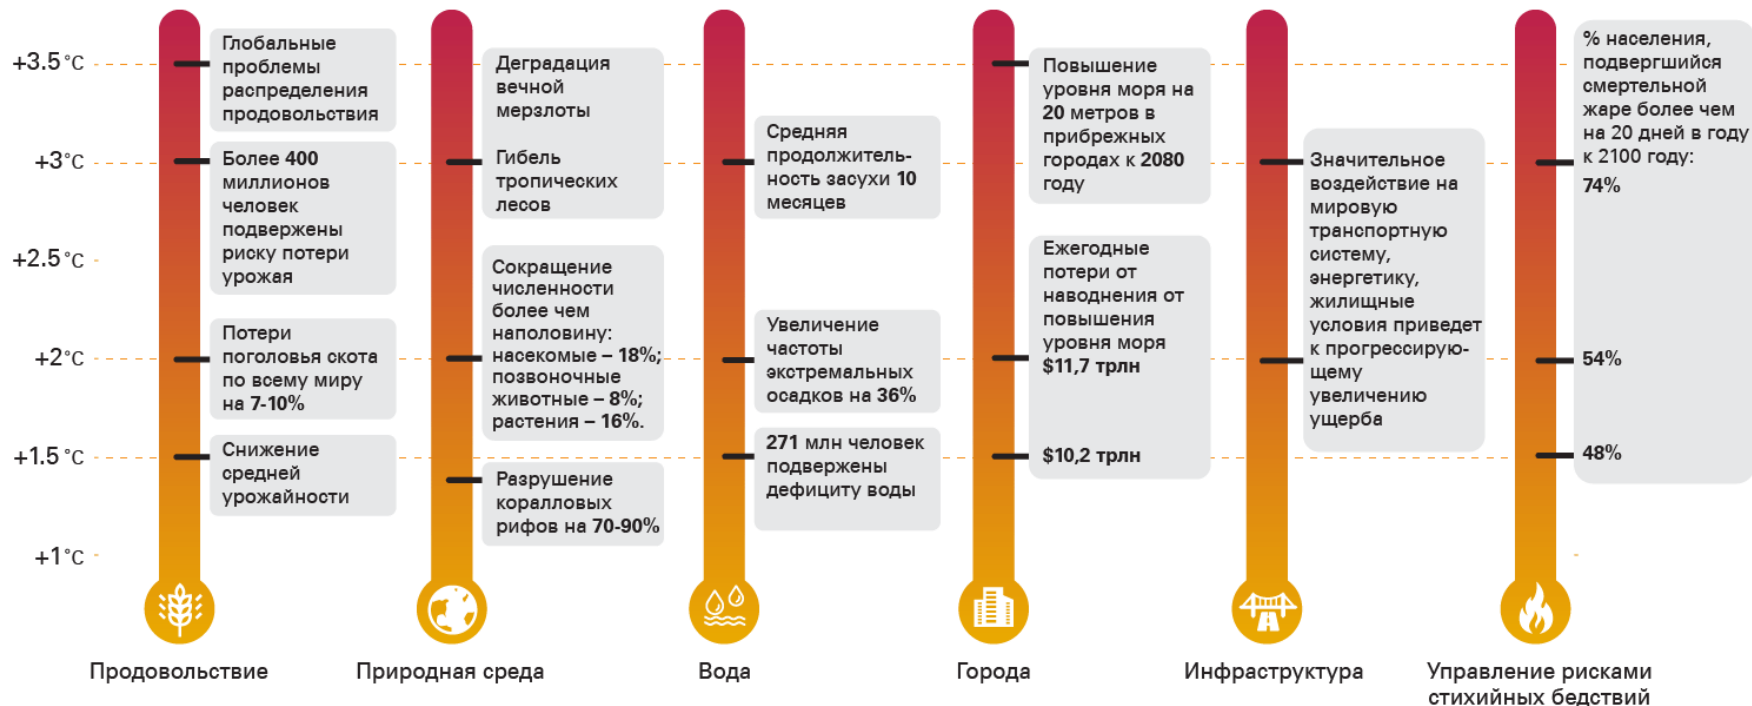 +3.5°C
+3°C
+2.5°C
+2°C
+1.5°C
+1°C
Глобальные
проблемы
распределения
продовольствия
Более 400
миллионов
человек
подвержены
риску потери
урожая
Потери
поголовья скота
по всему миру
на 7-10%
Снижение
средней
урожайности
Продовольствие
Деградация
вечной
мерзлоты
Гибель
тропических
лесов
Сокращение
численности
более чем
наполовину:
насекомые – 18%;
позвоночные
животные – 8%;
растения – 16%.
Разрушение
коралловых
рифов на 70-90%
Природная среда
Средняя
продолжитель-
ность засухи 10
месяцев
Увеличение
частоты
экстремальных
осадков на 36%
271 млн человек
подвержены
дефициту воды
Вода
Повышение
уровня моря на
20 метров в
прибрежных
городах к 2080
году
Ежегодные
потери от
наводнения от
повышения
уровня моря
$11,7 трлн
$10,2 трлн
Города
Значительное
воздействие на
мировую
транспортную
систему,
энергетику,
жилищные
условия приведет
к прогрессирую-
щему
увеличению
ущерба
Инфраструктура
% населения,
подвергшийся
смертельной
жаре более чем
на 20 дней в году
к 2100 году:
74%
54%
48%
Управление рисками
стихийных бедствий